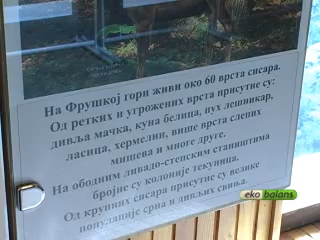 На Фрушкој гори живи око 60 врста сисара.
Од ретких и угрожених врста присутне су:
дивља мачка, куна белица, пух лешникар,
ласица, хермелин, више врста слепих
мишева и многе друге.
На ободним ливадо-степским стаништима
бројне су колоније текуница.
Од крупних сисара присутне су велике
популације срна и дивљих свиња.
eko balans